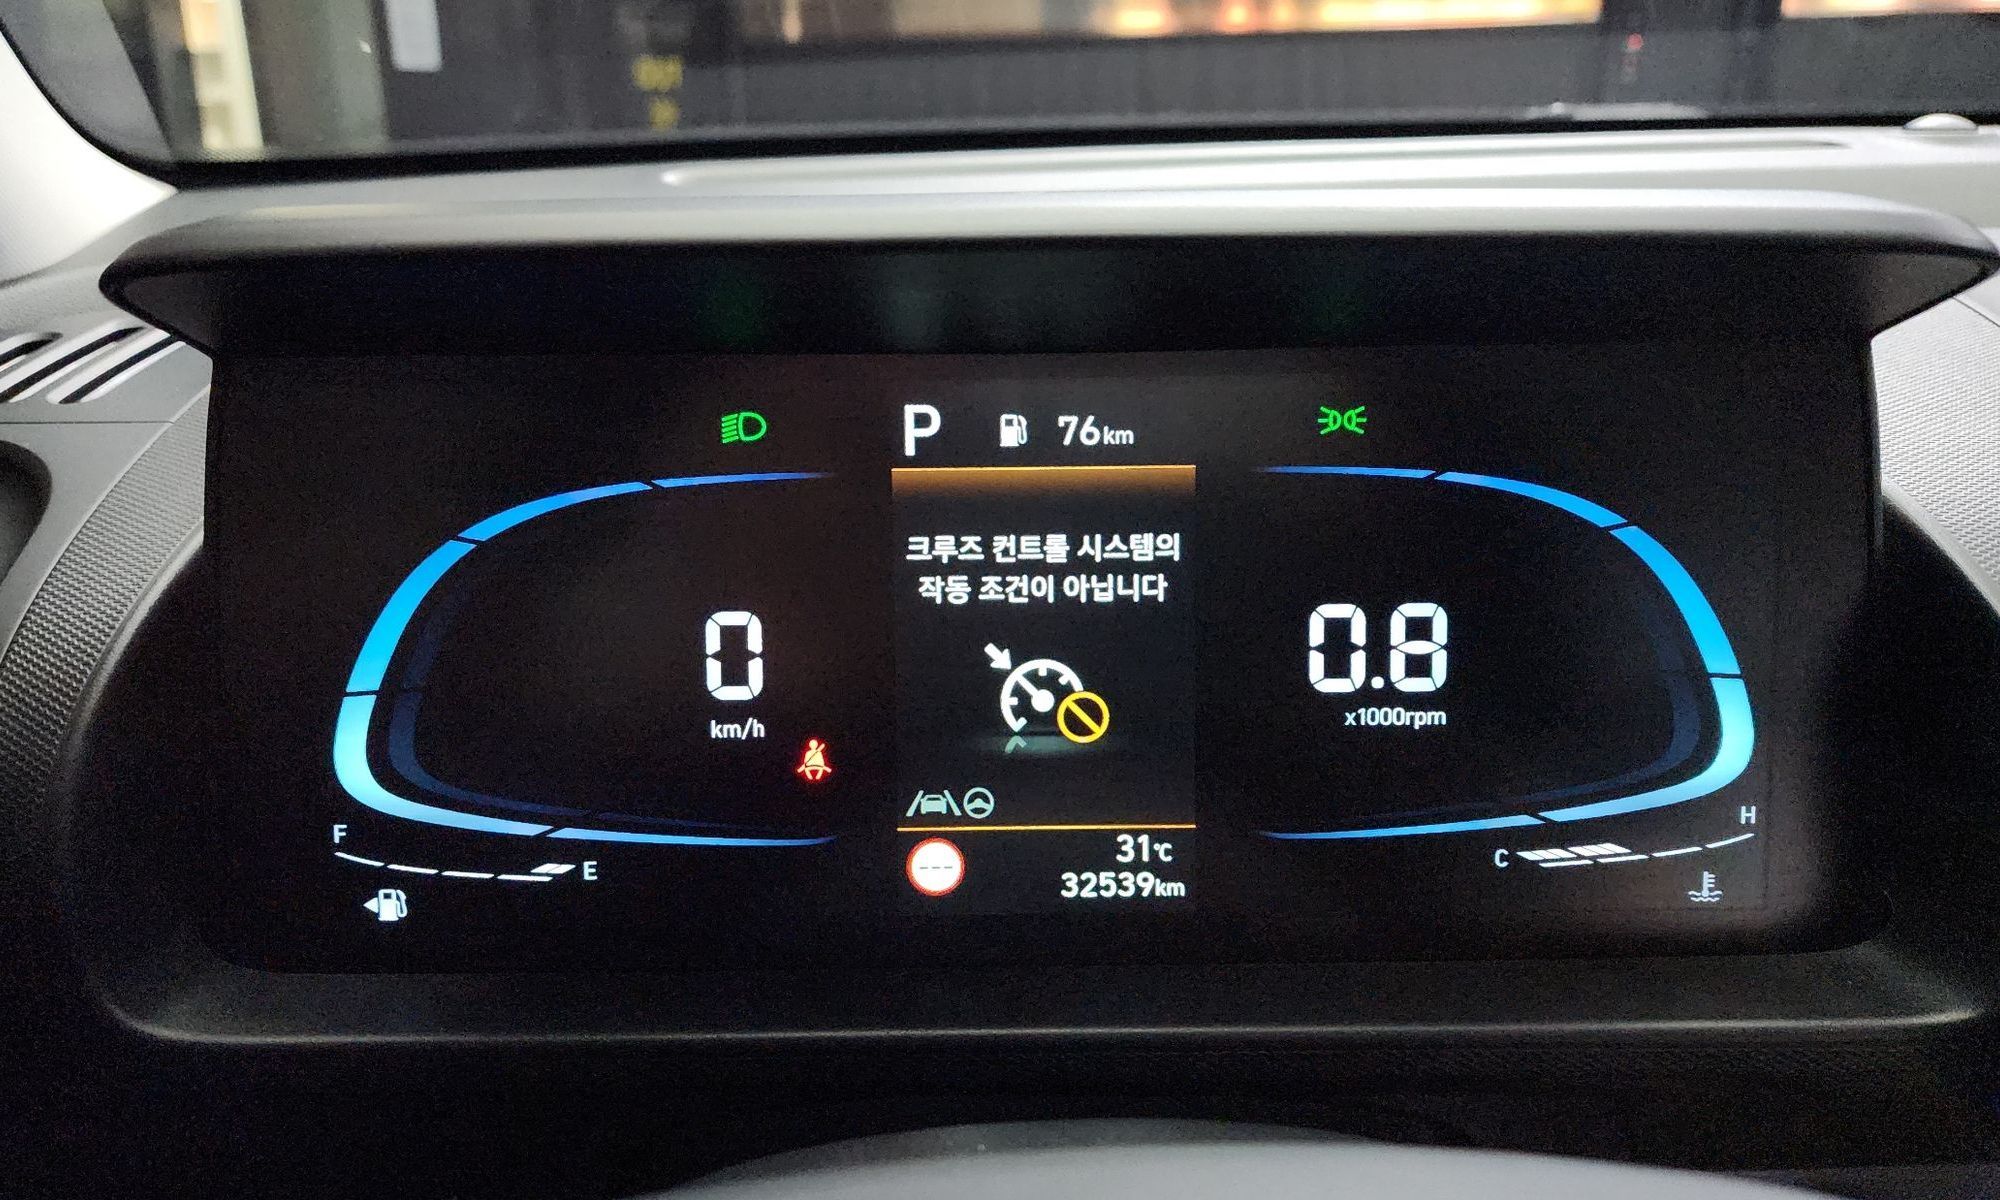 P 76km
크루즈 컨트롤 시스템의
작동 조건이 아닙니다
0
km/h
0.8
x1000rpm
F
E
---
31℃
32539km
C
H